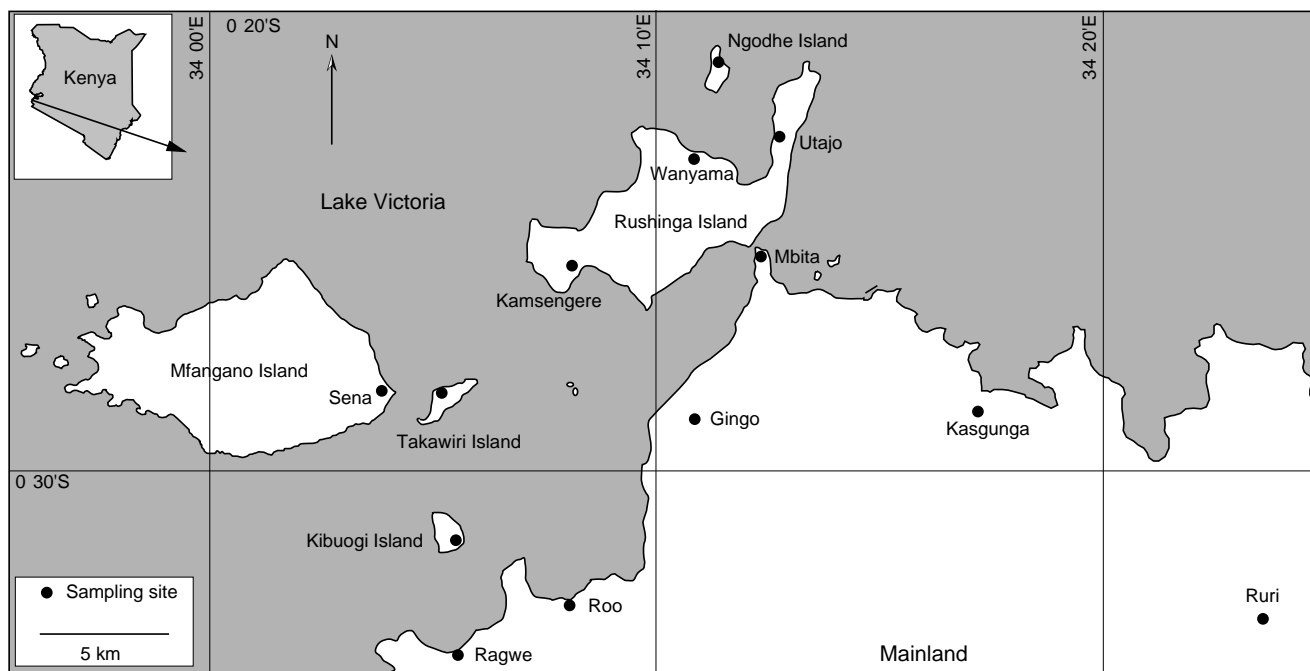 Kenya
34 00'E
0 20'S
N
34 10'E
Ngodhe Island
34 20'E
Utajo
Wanyama
Lake Victoria
Rushinga Island
Mbita
Kamsengere
Mfangano Island
Sena
Takawiri Island
Gingo
Kasgunga
0 30'S
Kibuogi Island
Sampling site
5 km
Roo
Ruri
Ragwe
Mainland